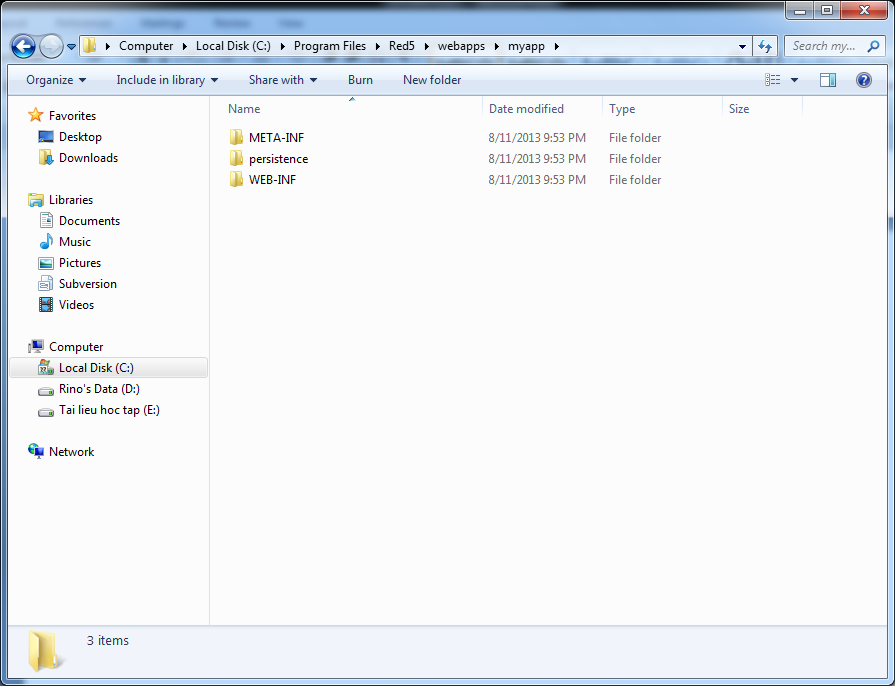 Computer Local Disk (C:) Program Files Red5 webapps myapp Search my...
Organize Include in library Share with Burn New folder
Name Date modified Type Size
META-INF 8/11/2013 9:53 PM File folder
persistence 8/11/2013 9:53 PM File folder
WEB-INF 8/11/2013 9:53 PM File folder
Favorites
Desktop
Downloads
Libraries
Documents
Music
Pictures
Subversion
Videos
Computer
Local Disk (C:)
Rino's Data (D:)
Tai lieu hoc tap (E:)
Network
3 items